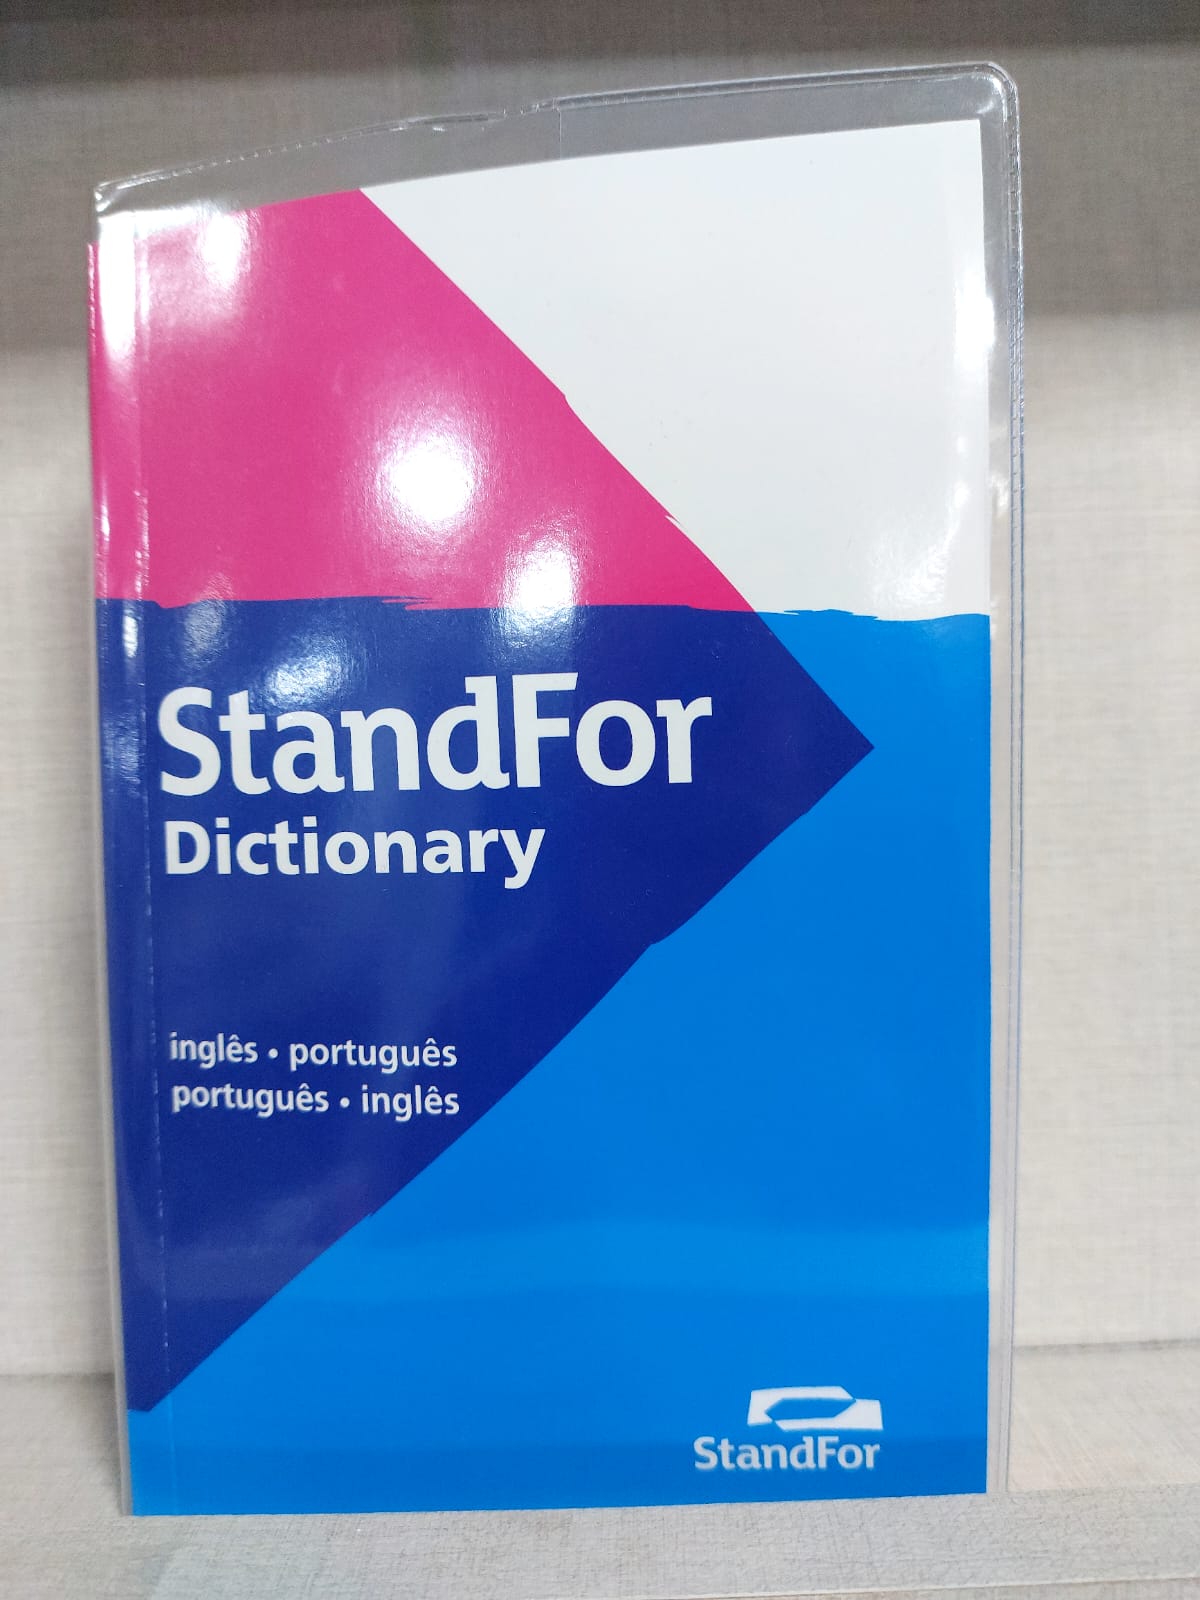 StandFor
Dictionary
inglês • português
português • inglês
StandFor